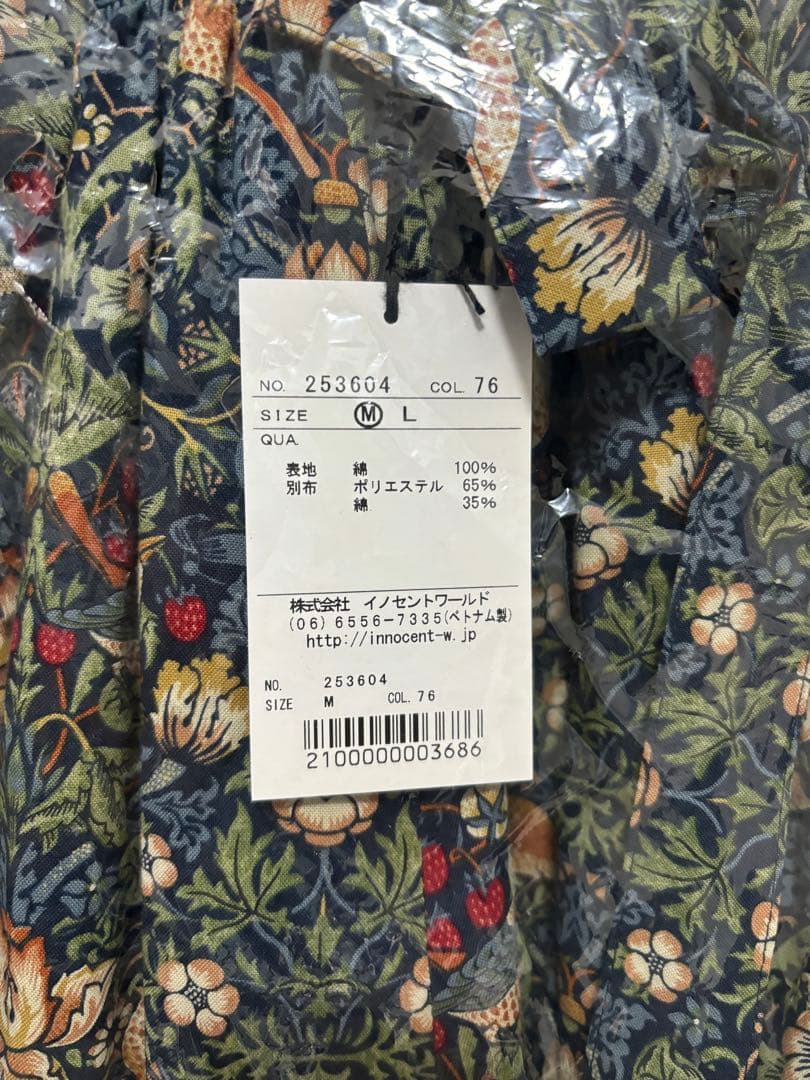 NO. 253604 COL. 76
SIZE Ⓜ L
QUA.
表地 綿 100%
別布 ポリエステル 65%
綿 35%
株式会社 イノセントワールド
(06) 6556-7335(ベトナム製)
http://innocent-w.jp
NO. 253604
SIZE M COL. 76
2100000003686